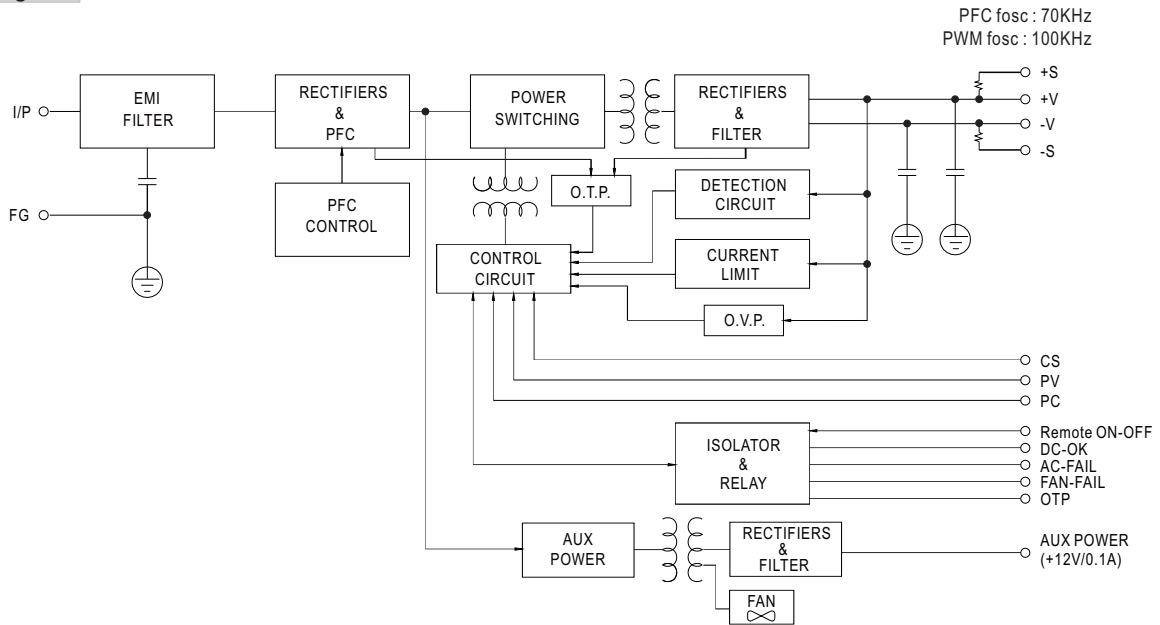 PFC fosc : 70KHz
PWM fosc : 100KHz
I/P
EMI
FILTER
RECTIFIERS
&
PFC
POWER
SWITCHING
RECTIFIERS
&
FILTER
+S
+V
-V
-S
FG
PFC
CONTROL
O.T.P.
DETECTION
CIRCUIT
CONTROL
CIRCUIT
CURRENT
LIMIT
O.V.P.
CS
PV
PC
ISOLATOR
&
RELAY
Remote ON-OFF
DC-OK
AC-FAIL
FAN-FAIL
OTP
AUX
POWER
RECTIFIERS
&
FILTER
AUX POWER
(+12V/0.1A)
FAN